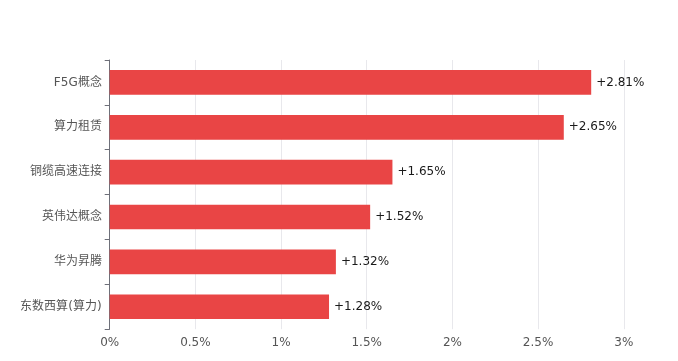 F5G概念 +2.81%
算力租赁 +2.65%
铜缆高速连接 +1.65%
英伟达概念 +1.52%
华为昇腾 +1.32%
东数西算(算力) +1.28%
0% 0.5% 1% 1.5% 2% 2.5% 3%